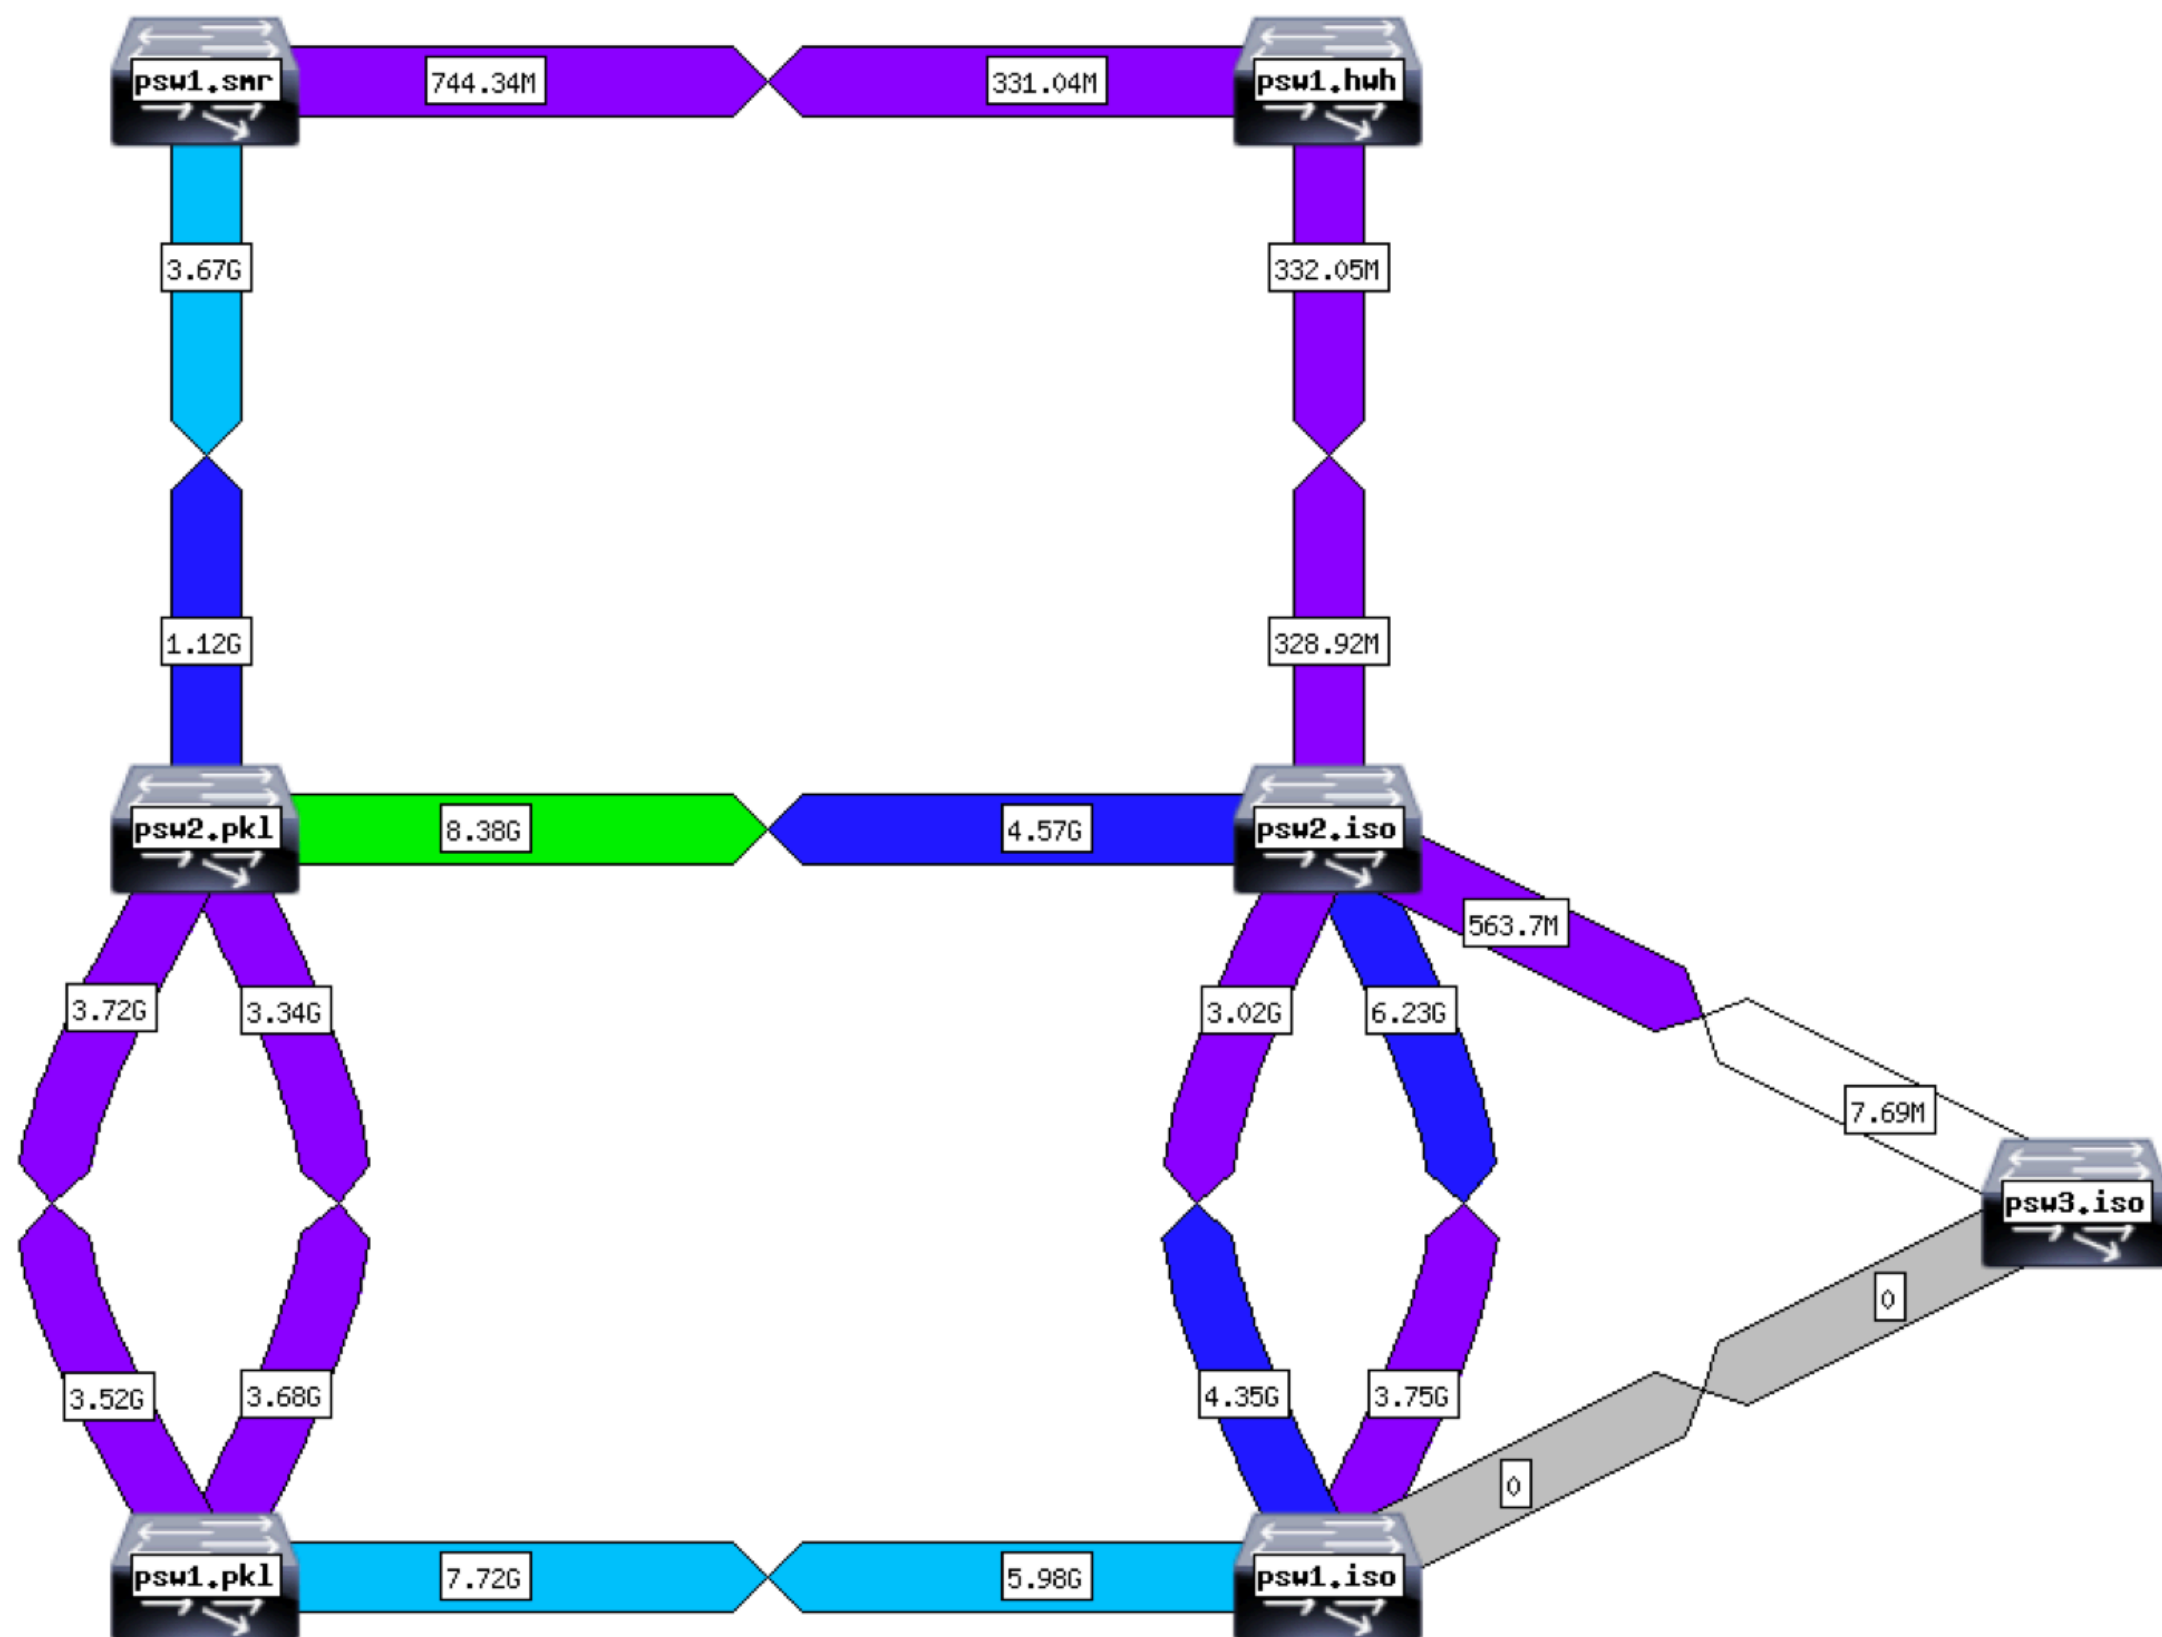 psw1.smr
744.34M
331.04M
psw1.hwh
3.67G
332.05M
1.12G
328.92M
psw2.pkl
8.38G
4.57G
psw2.iso
563.7M
3.72G
3.34G
3.02G
6.23G
7.69M
psw3.iso
0
3.52G
3.68G
4.35G
3.75G
0
psw1.pkl
7.72G
5.98G
psw1.iso